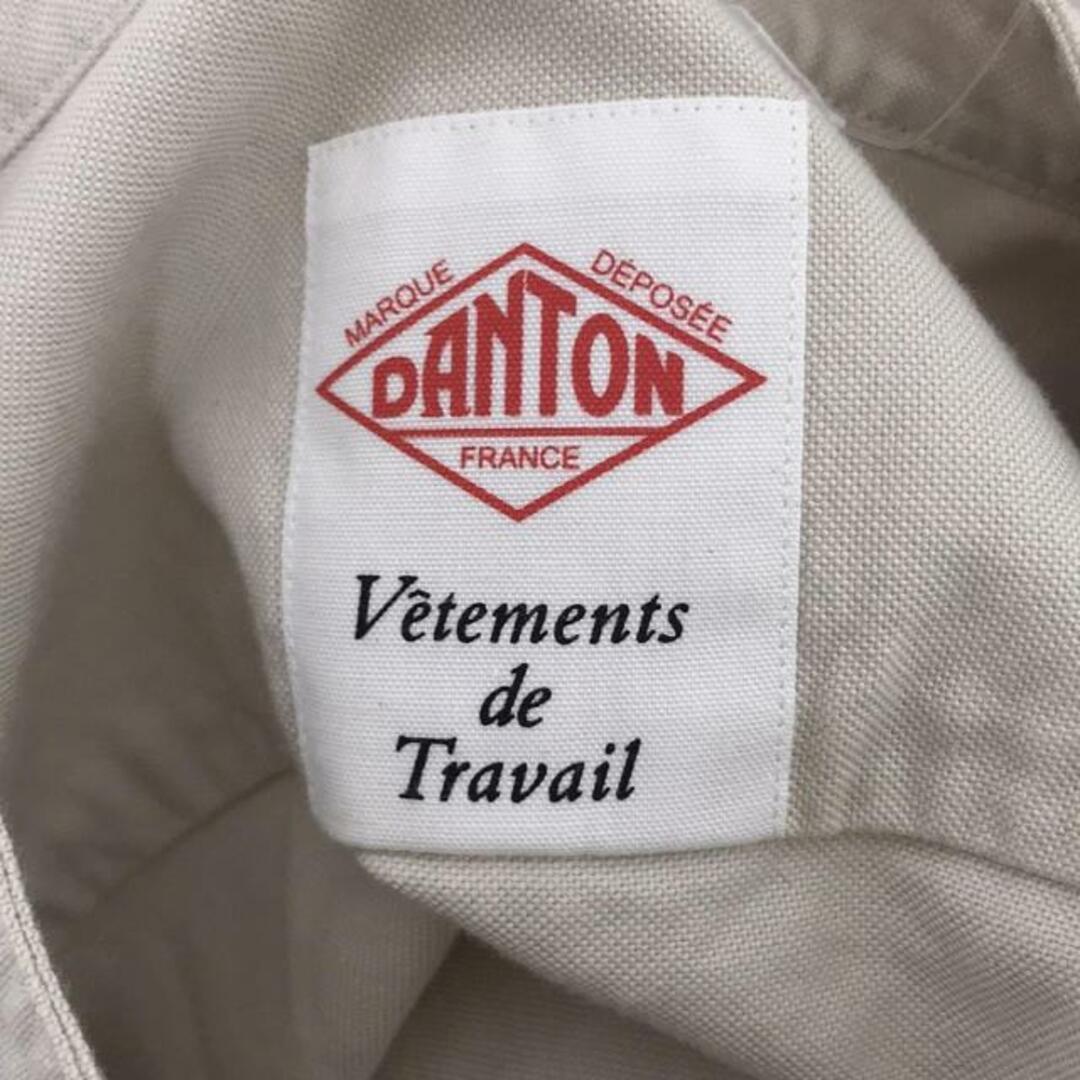 MARQUE DÉPOSÉE
DANTON
FRANCE
Vêtements
de
Travail